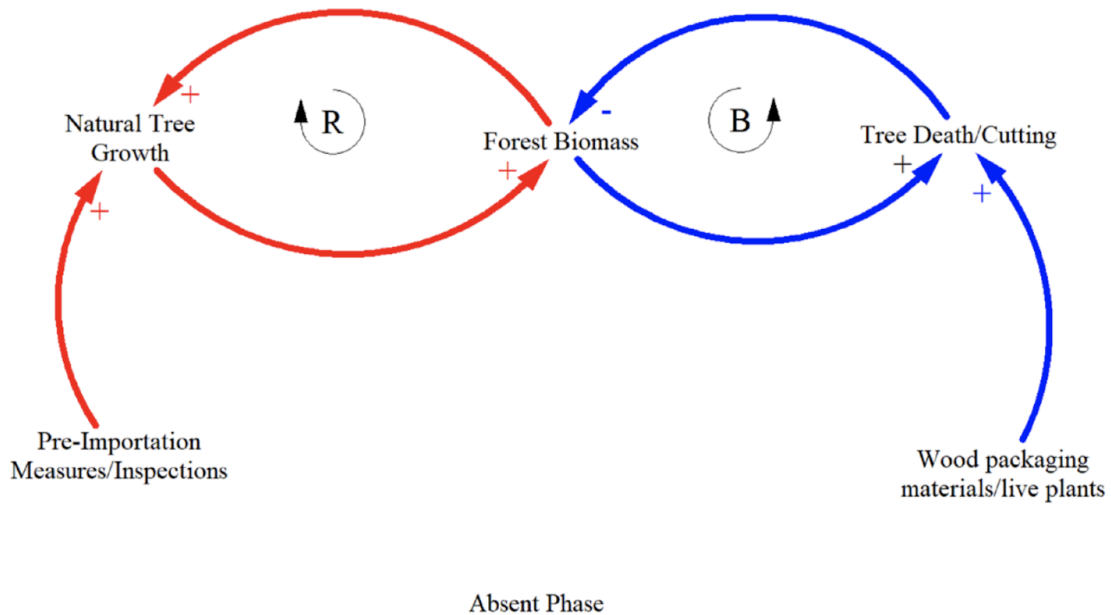 +
-
R
B
Natural Tree
Growth
Forest Biomass
Tree Death/Cutting
+
+
+
+
Pre-Importation
Measures/Inspections
Wood packaging
materials/live plants
Absent Phase